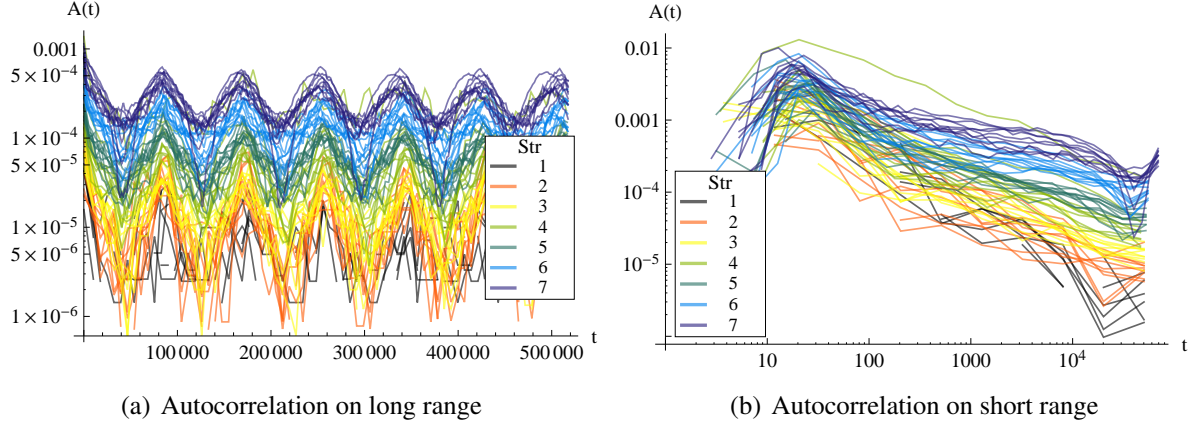 A(t)
0.001
5 × 10⁻⁴
1 × 10⁻⁴
5 × 10⁻⁵
1 × 10⁻⁵
5 × 10⁻⁶
1 × 10⁻⁶
100 000 200 000 300 000 400 000 500 000
t
Str
1
2
3
4
5
6
7
(a) Autocorrelation on long range
A(t)
0.01
0.001
10⁻⁴
10⁻⁵
10 100 1000 10⁴
t
Str
1
2
3
4
5
6
7
(b) Autocorrelation on short range